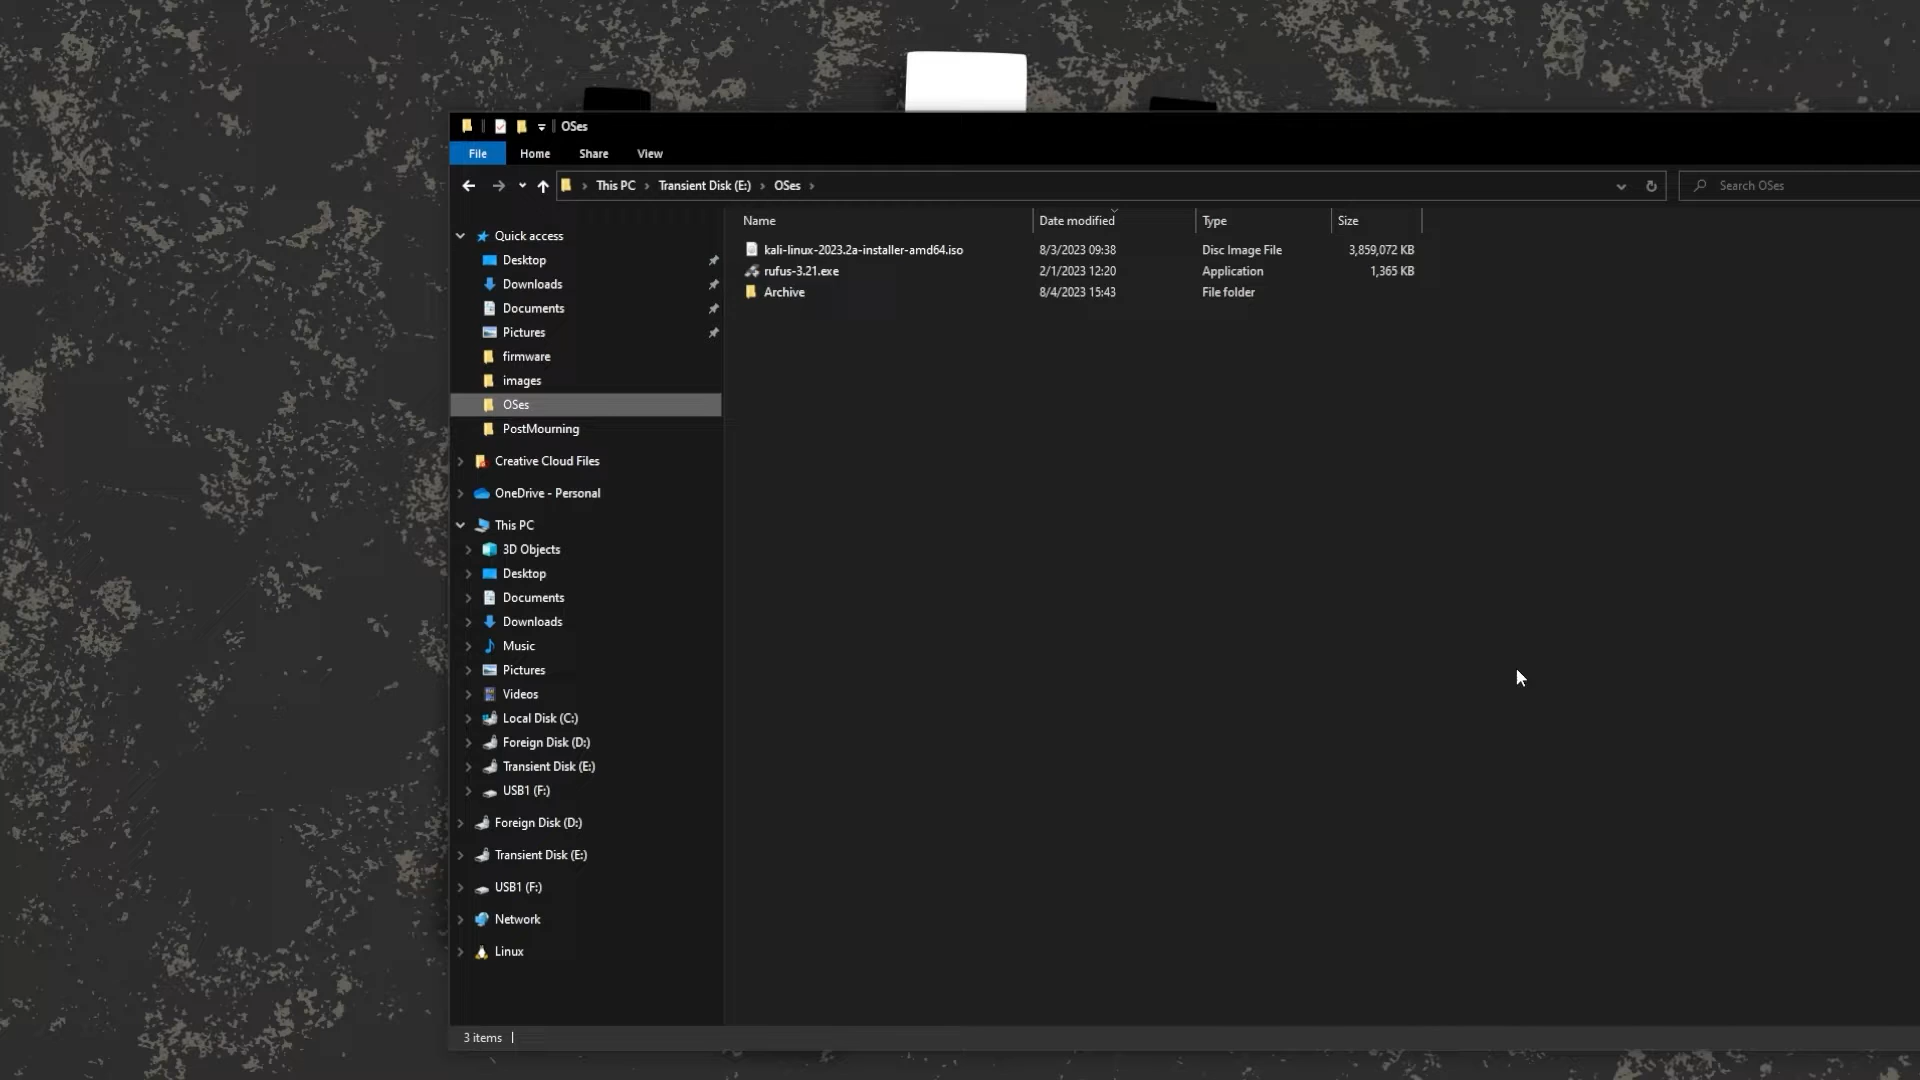 OSes
File Home Share View
This PC Transient Disk (E:) OSes Search OSes
Name Date modified Type Size
kali-linux-2023.2a-installer-amd64.iso 8/3/2023 09:38 Disc Image File 3,859,072 KB
rufus-3.21.exe 2/1/2023 12:20 Application 1,365 KB
Archive 8/4/2023 15:43 File folder
Quick access
Desktop
Downloads
Documents
Pictures
firmware
images
OSes
PostMourning
Creative Cloud Files
OneDrive - Personal
This PC
3D Objects
Desktop
Documents
Downloads
Music
Pictures
Videos
Local Disk (C:)
Foreign Disk (D:)
Transient Disk (E:)
USB1 (F:)
Foreign Disk (D:)
Transient Disk (E:)
USB1 (F:)
Network
Linux
3 items